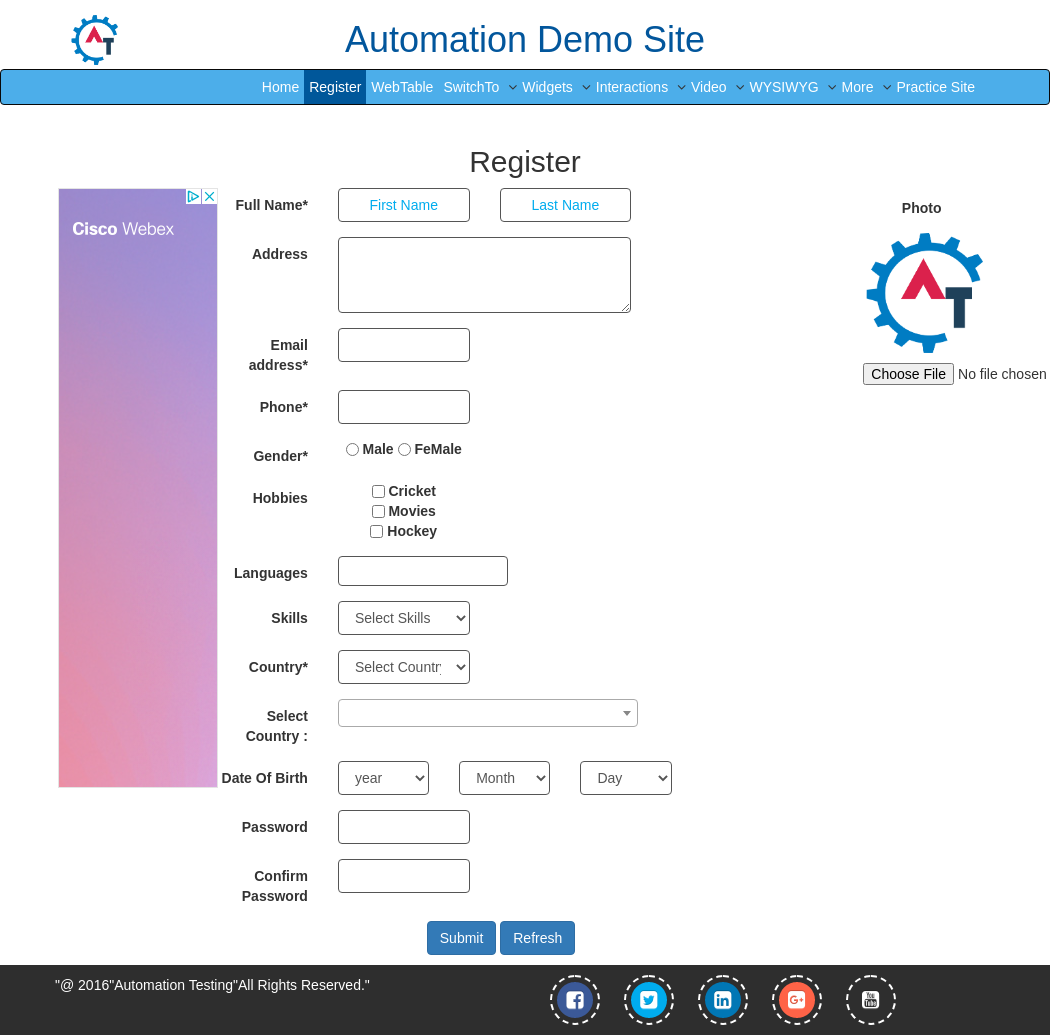 Automation Demo Site
Home Register WebTable SwitchTo Widgets Interactions Video WYSIWYG More Practice Site
Register
Cisco Webex
Full Name* First Name Last Name
Address
Email
address*
Phone*
Gender* Male FeMale
Hobbies Cricket
Movies
Hockey
Languages
Skills Select Skills
Country* Select Country
Select
Country :
Date Of Birth year Month Day
Password
Confirm
Password
Submit Refresh
Photo
AT
Choose File No file chosen
"@ 2016"Automation Testing"All Rights Reserved."
You Tube